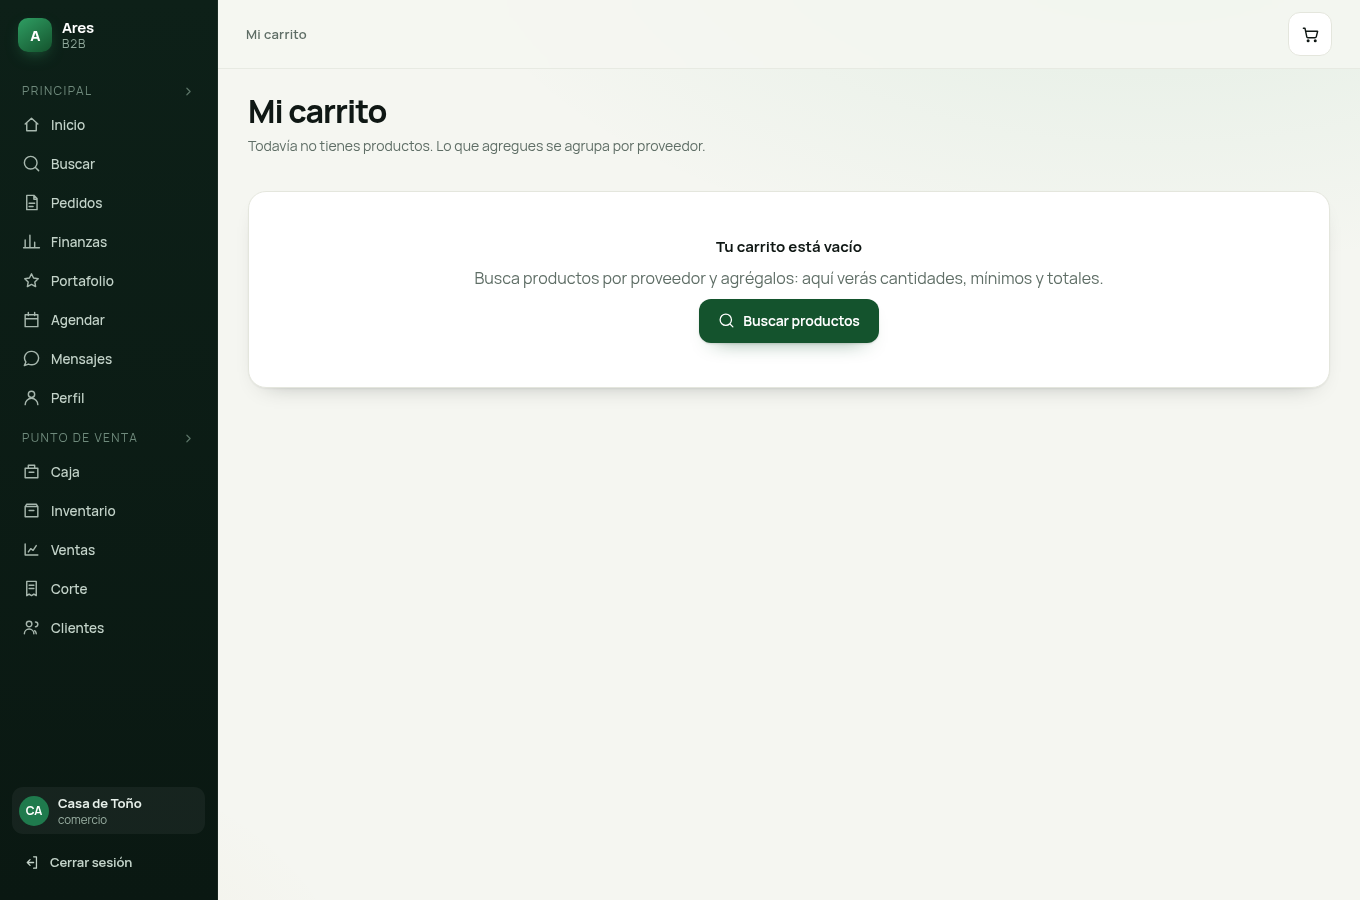 A
Ares
B2B
PRINCIPAL
Inicio
Buscar
Pedidos
Finanzas
Portafolio
Agendar
Mensajes
Perfil
PUNTO DE VENTA
Caja
Inventario
Ventas
Corte
Clientes
CA
Casa de Toño
comercio
Cerrar sesión
Mi carrito
Mi carrito
Todavía no tienes productos. Lo que agregues se agrupa por proveedor.
Tu carrito está vacío
Busca productos por proveedor y agrégalos: aquí verás cantidades, mínimos y totales.
Buscar productos